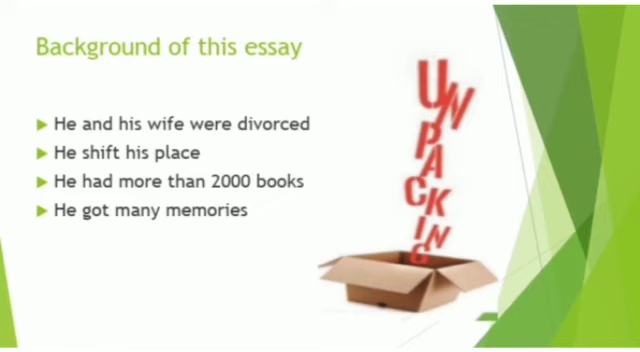 Background of this essay
He and his wife were divorced
He shift his place
He had more than 2000 books
He got many memories
UNPACKING